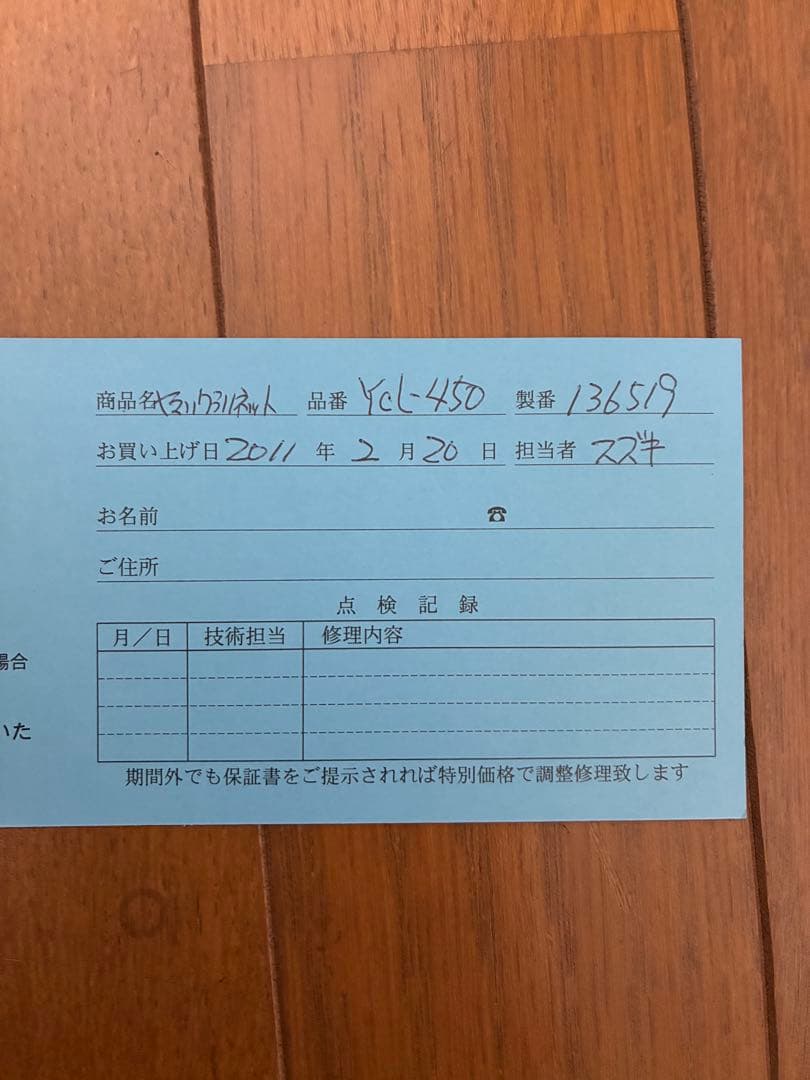 商品名 ヤマハクラリネット 品番 YCL-450 製番 136519
お買い上げ日 2011 年 2 月 20 日 担当者 スズキ
お名前 ☎
ご住所
点 検 記 録
月／日 技術担当 修理内容
場合
いた
期間外でも保証書をご提示されれば特別価格で調整修理致します